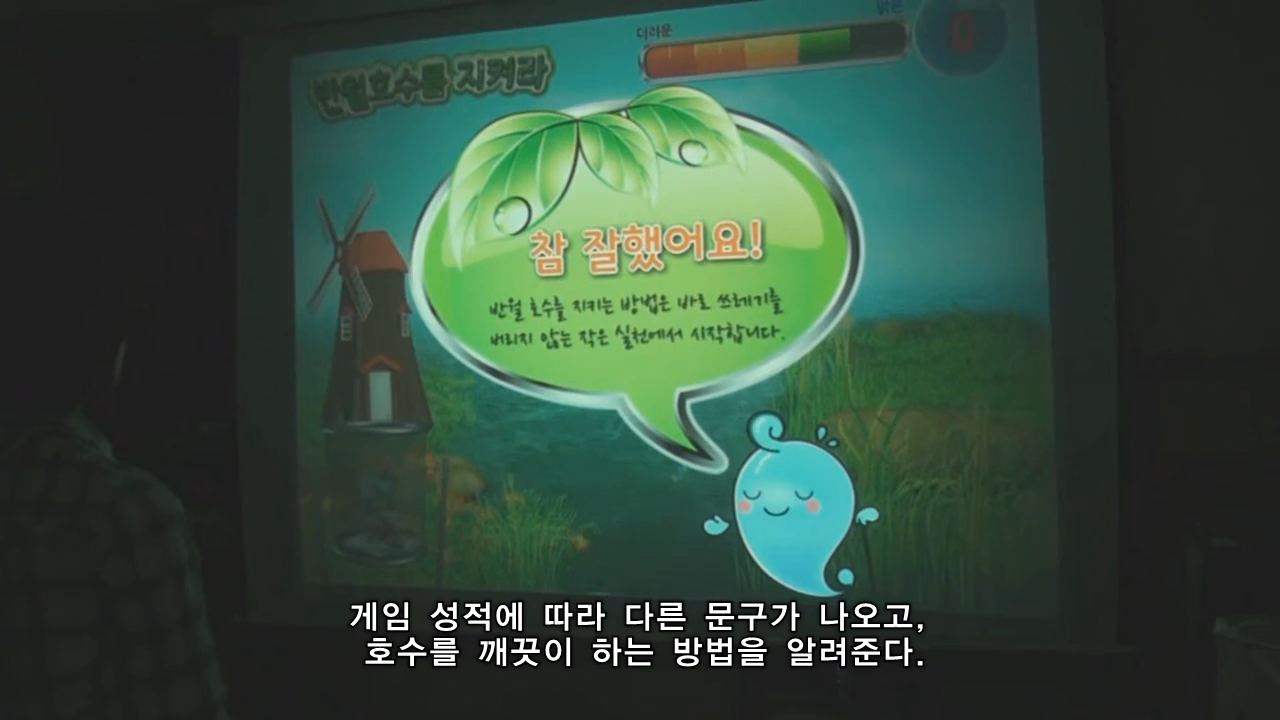 반월호수를 지켜라
더러운
맑은
0
참 잘했어요!
반월 호수를 지키는 방법은 바로 쓰레기를
버리지 않는 작은 실천에서 시작합니다.
게임 성적에 따라 다른 문구가 나오고,
호수를 깨끗이 하는 방법을 알려준다.